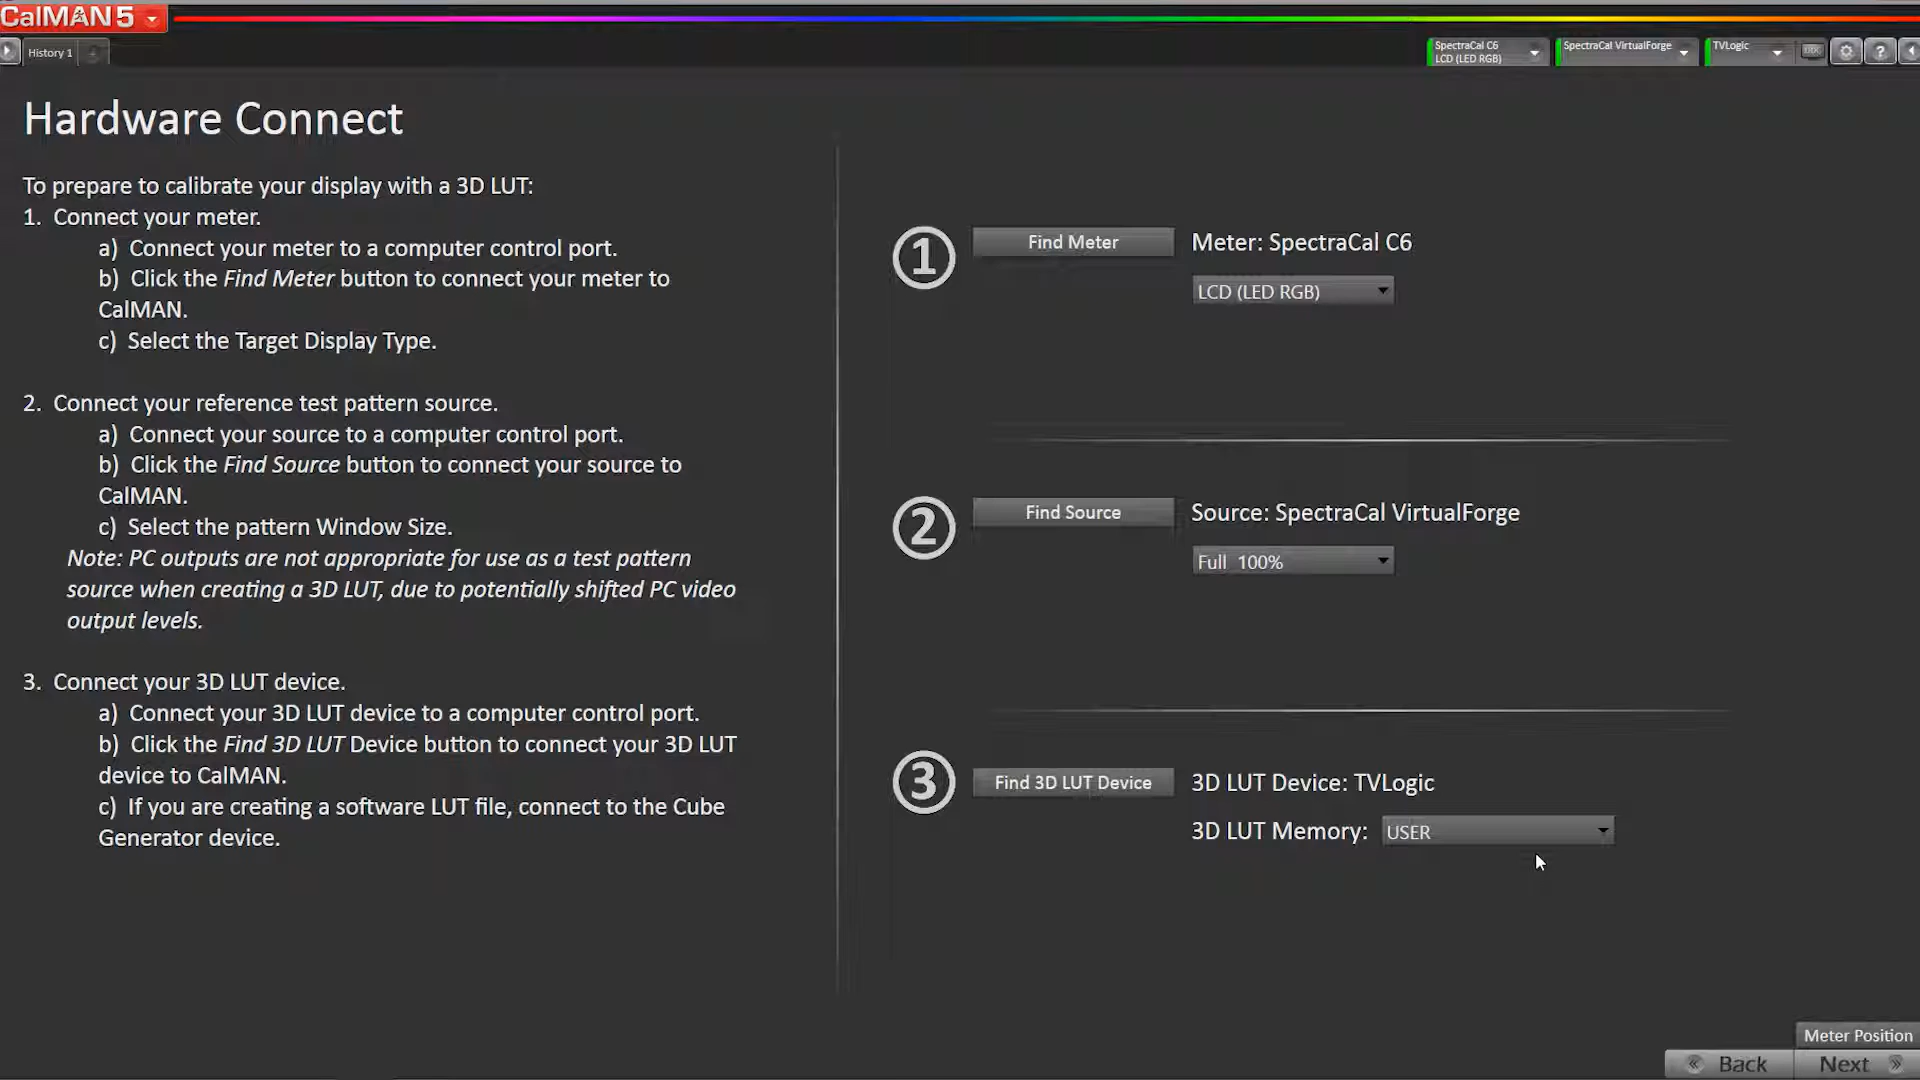 CalMAN 5
History 1
SpectraCal C6
LCD (LED RGB)
SpectraCal VirtualForge
TVLogic
Hardware Connect
To prepare to calibrate your display with a 3D LUT:
1. Connect your meter.
a) Connect your meter to a computer control port.
b) Click the Find Meter button to connect your meter to
CalMAN.
c) Select the Target Display Type.
2. Connect your reference test pattern source.
a) Connect your source to a computer control port.
b) Click the Find Source button to connect your source to
CalMAN.
c) Select the pattern Window Size.
Note: PC outputs are not appropriate for use as a test pattern
source when creating a 3D LUT, due to potentially shifted PC video
output levels.
3. Connect your 3D LUT device.
a) Connect your 3D LUT device to a computer control port.
b) Click the Find 3D LUT Device button to connect your 3D LUT
device to CalMAN.
c) If you are creating a software LUT file, connect to the Cube
Generator device.
1
Find Meter
Meter: SpectraCal C6
LCD (LED RGB)
2
Find Source
Source: SpectraCal VirtualForge
Full 100%
3
Find 3D LUT Device
3D LUT Device: TVLogic
3D LUT Memory: USER
Meter Position
« Back
Next »